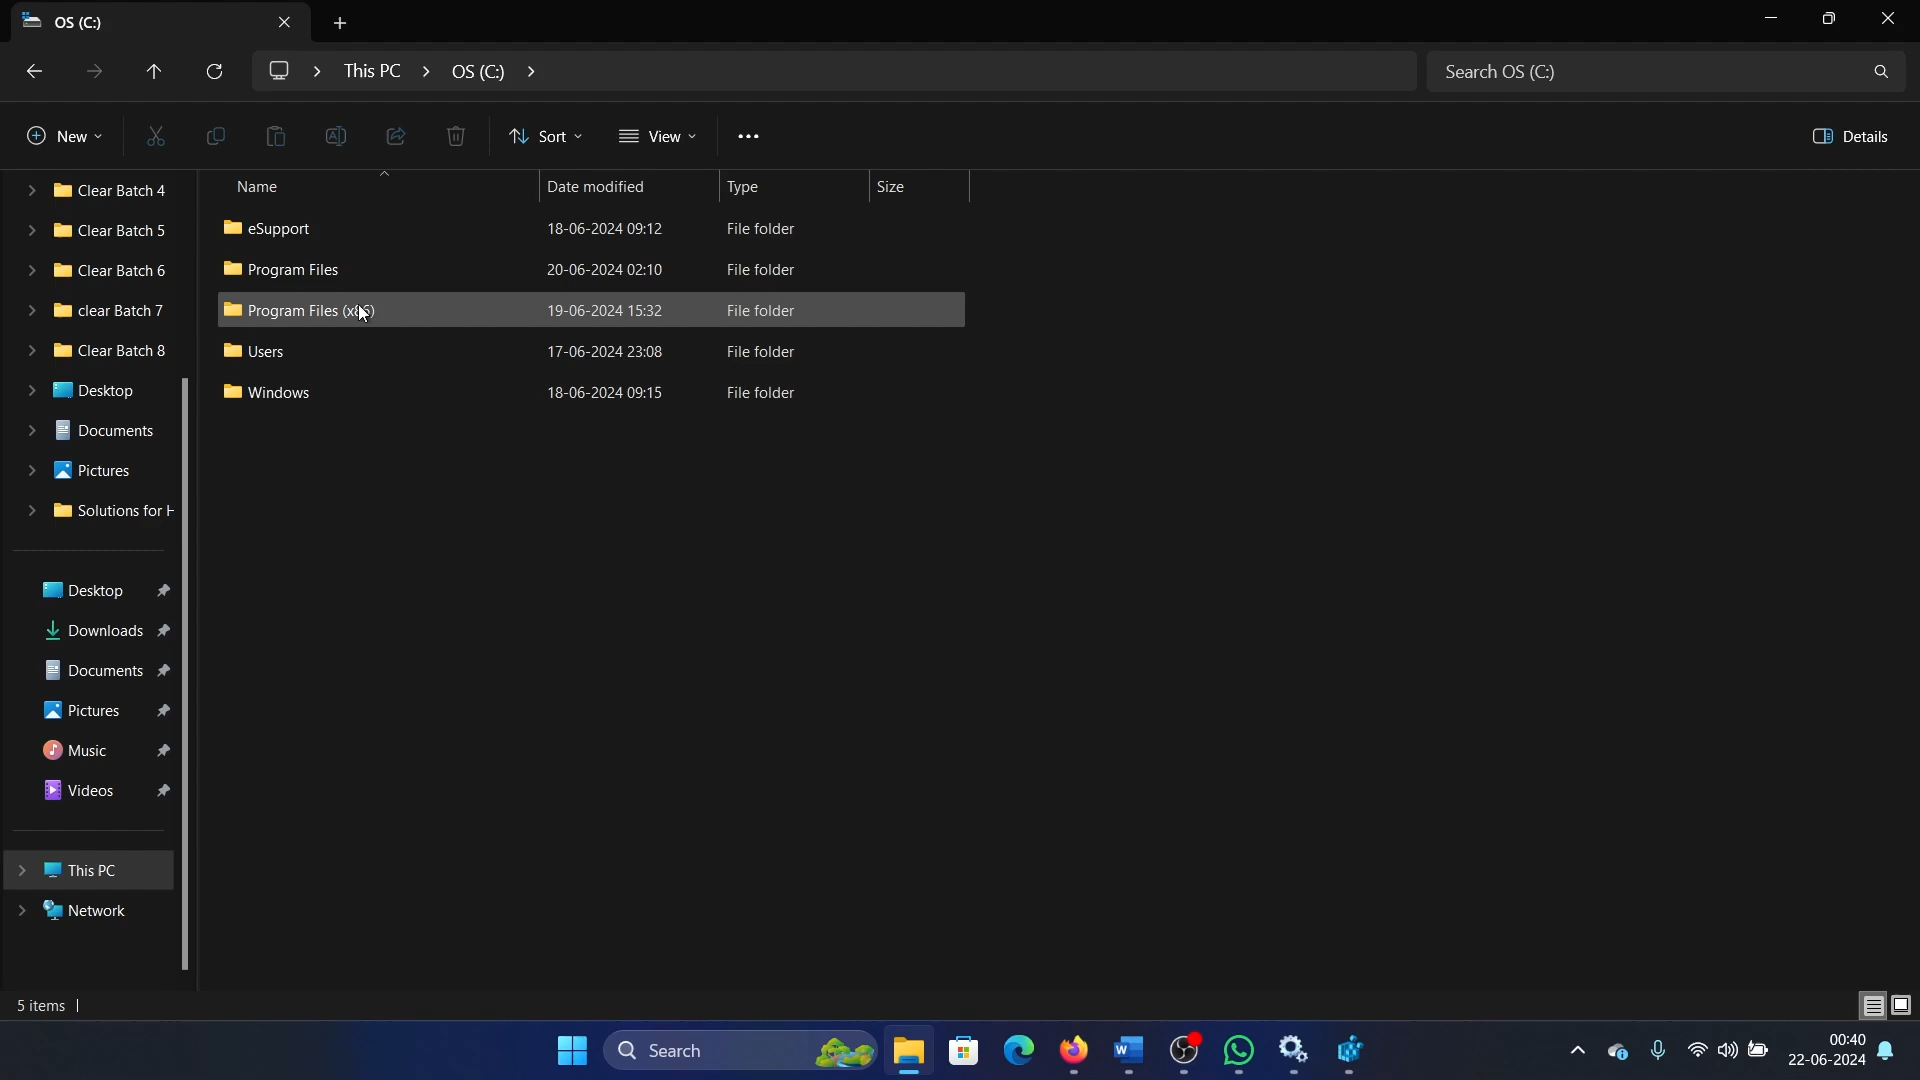 OS (C:)
This PC
OS (C:)
Search OS (C:)
New
Sort
View
Details
Clear Batch 4
Clear Batch 5
Clear Batch 6
clear Batch 7
Clear Batch 8
Desktop
Documents
Pictures
Solutions for H
Desktop
Downloads
Documents
Pictures
Music
Videos
This PC
Network
Name Date modified Type Size
eSupport 18-06-2024 09:12 File folder
Program Files 20-06-2024 02:10 File folder
Program Files (x86) 19-06-2024 15:32 File folder
Users 17-06-2024 23:08 File folder
Windows 18-06-2024 09:15 File folder
5 items
Search
00:40
22-06-2024